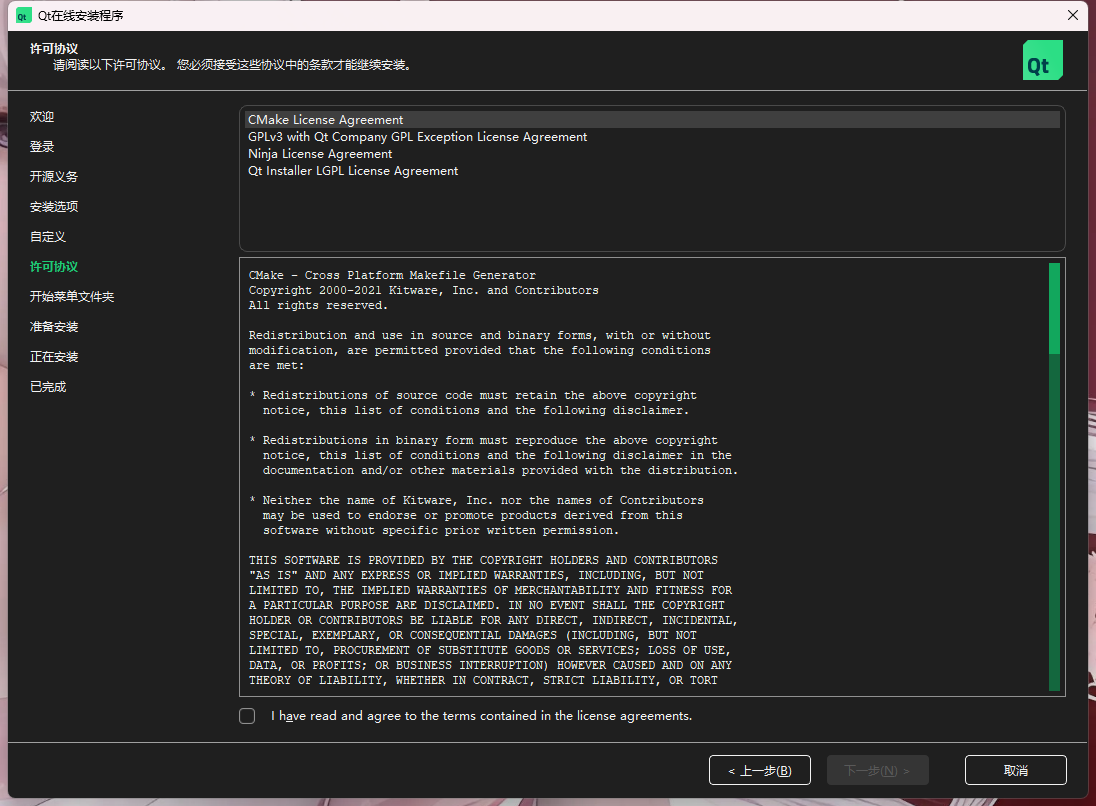 Qt Qt在线安装程序
许可协议
请阅读以下许可协议。 您必须接受这些协议中的条款才能继续安装。
Qt
欢迎
登录
开源义务
安装选项
自定义
许可协议
开始菜单文件夹
准备安装
正在安装
已完成
CMake License Agreement
GPLv3 with Qt Company GPL Exception License Agreement
Ninja License Agreement
Qt Installer LGPL License Agreement
CMake - Cross Platform Makefile Generator
Copyright 2000-2021 Kitware, Inc. and Contributors
All rights reserved.
Redistribution and use in source and binary forms, with or without
modification, are permitted provided that the following conditions
are met:
* Redistributions of source code must retain the above copyright
notice, this list of conditions and the following disclaimer.
* Redistributions in binary form must reproduce the above copyright
notice, this list of conditions and the following disclaimer in the
documentation and/or other materials provided with the distribution.
* Neither the name of Kitware, Inc. nor the names of Contributors
may be used to endorse or promote products derived from this
software without specific prior written permission.
THIS SOFTWARE IS PROVIDED BY THE COPYRIGHT HOLDERS AND CONTRIBUTORS
"AS IS" AND ANY EXPRESS OR IMPLIED WARRANTIES, INCLUDING, BUT NOT
LIMITED TO, THE IMPLIED WARRANTIES OF MERCHANTABILITY AND FITNESS FOR
A PARTICULAR PURPOSE ARE DISCLAIMED. IN NO EVENT SHALL THE COPYRIGHT
HOLDER OR CONTRIBUTORS BE LIABLE FOR ANY DIRECT, INDIRECT, INCIDENTAL,
SPECIAL, EXEMPLARY, OR CONSEQUENTIAL DAMAGES (INCLUDING, BUT NOT
LIMITED TO, PROCUREMENT OF SUBSTITUTE GOODS OR SERVICES; LOSS OF USE,
DATA, OR PROFITS; OR BUSINESS INTERRUPTION) HOWEVER CAUSED AND ON ANY
THEORY OF LIABILITY, WHETHER IN CONTRACT, STRICT LIABILITY, OR TORT
I have read and agree to the terms contained in the license agreements.
< 上一步(B) 下一步(N) > 取消